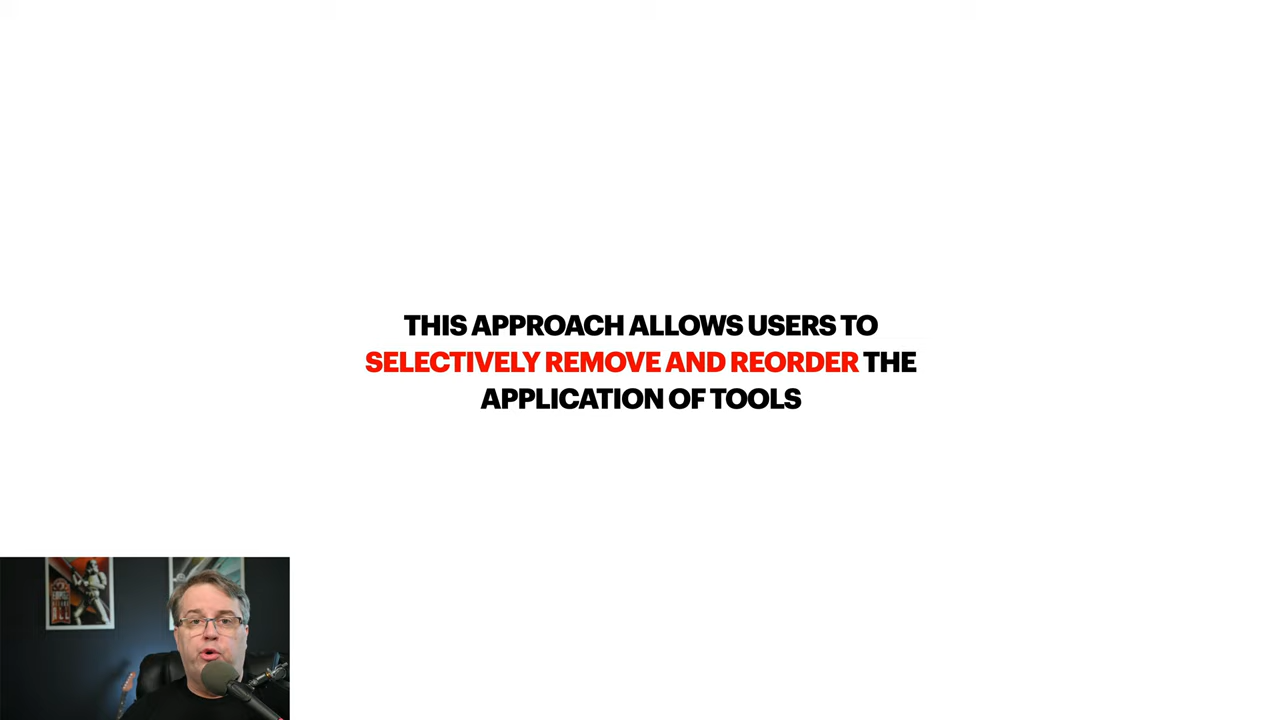 THIS APPROACH ALLOWS USERS TO
SELECTIVELY REMOVE AND REORDER THE
APPLICATION OF TOOLS